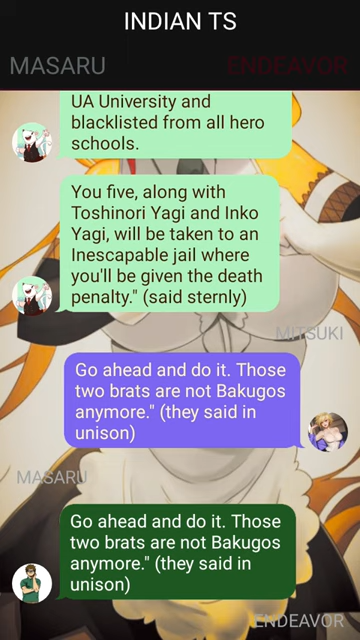 INDIAN TS
MASARU
ENDEAVOR
UA University and
blacklisted from all hero
schools.
You five, along with
Toshinori Yagi and Inko
Yagi, will be taken to an
Inescapable jail where
you'll be given the death
penalty." (said sternly)
MITSUKI
Go ahead and do it. Those
two brats are not Bakugos
anymore." (they said in
unison)
MASARU
Go ahead and do it. Those
two brats are not Bakugos
anymore." (they said in
unison)
ENDEAVOR